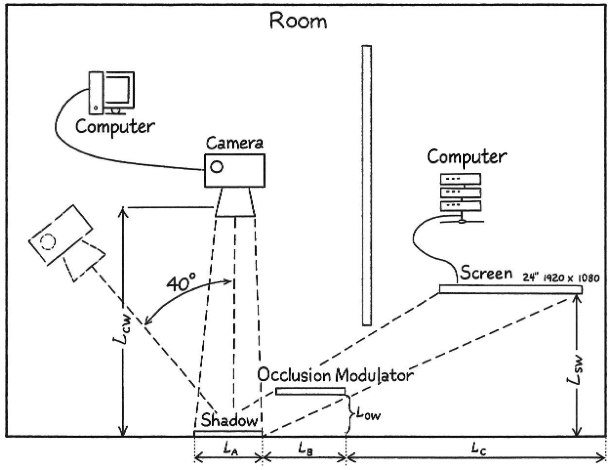 Room
Computer
Camera
Computer
Screen 24" 1920 x 1080
40°
LCW
Occlusion Modulator
LSW
Shadow
LOW
LA
LB
LC